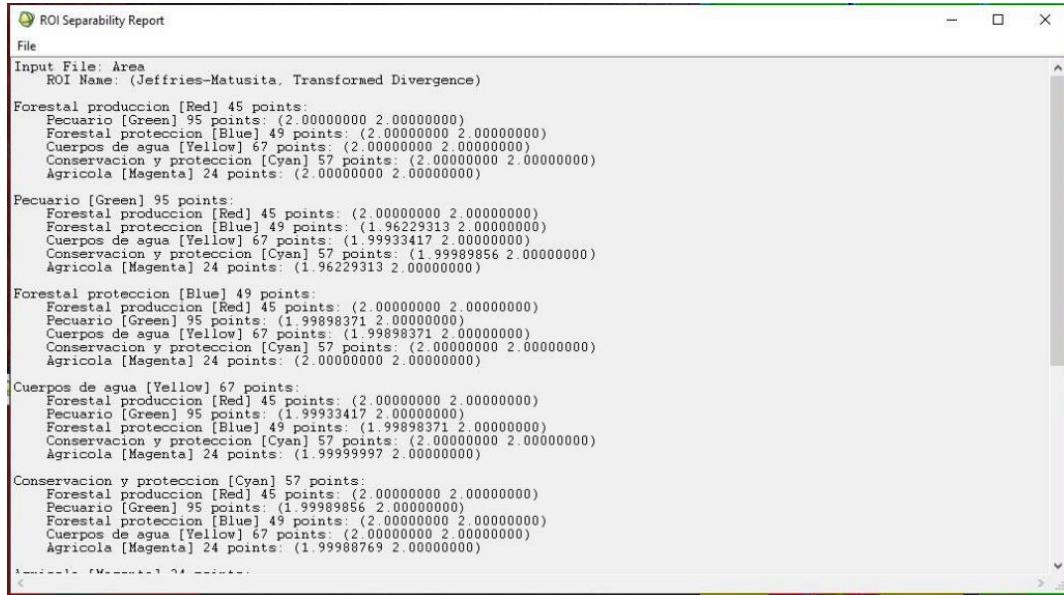 ROI Separability Report
File
Input File: Area
ROI Name: (Jeffries-Matusita, Transformed Divergence)
Forestal produccion [Red] 45 points:
Pecuario [Green] 95 points: (2.00000000 2.00000000)
Forestal proteccion [Blue] 49 points: (2.00000000 2.00000000)
Cuerpos de agua [Yellow] 67 points: (2.00000000 2.00000000)
Conservacion y proteccion [Cyan] 57 points: (2.00000000 2.00000000)
Agricola [Magenta] 24 points: (2.00000000 2.00000000)
Pecuario [Green] 95 points:
Forestal produccion [Red] 45 points: (2.00000000 2.00000000)
Forestal proteccion [Blue] 49 points: (1.96229313 2.00000000)
Cuerpos de agua [Yellow] 67 points: (1.99933417 2.00000000)
Conservacion y proteccion [Cyan] 57 points: (1.99989856 2.00000000)
Agricola [Magenta] 24 points: (1.96229313 2.00000000)
Forestal proteccion [Blue] 49 points:
Forestal produccion [Red] 45 points: (2.00000000 2.00000000)
Pecuario [Green] 95 points: (1.99898371 2.00000000)
Cuerpos de agua [Yellow] 67 points: (1.99898371 2.00000000)
Conservacion y proteccion [Cyan] 57 points: (2.00000000 2.00000000)
Agricola [Magenta] 24 points: (2.00000000 2.00000000)
Cuerpos de agua [Yellow] 67 points:
Forestal produccion [Red] 45 points: (2.00000000 2.00000000)
Pecuario [Green] 95 points: (1.99933417 2.00000000)
Forestal proteccion [Blue] 49 points: (1.99898371 2.00000000)
Conservacion y proteccion [Cyan] 57 points: (2.00000000 2.00000000)
Agricola [Magenta] 24 points: (1.99999997 2.00000000)
Conservacion y proteccion [Cyan] 57 points:
Forestal produccion [Red] 45 points: (2.00000000 2.00000000)
Pecuario [Green] 95 points: (1.99989856 2.00000000)
Forestal proteccion [Blue] 49 points: (2.00000000 2.00000000)
Cuerpos de agua [Yellow] 67 points: (2.00000000 2.00000000)
Agricola [Magenta] 24 points: (1.99988769 2.00000000)